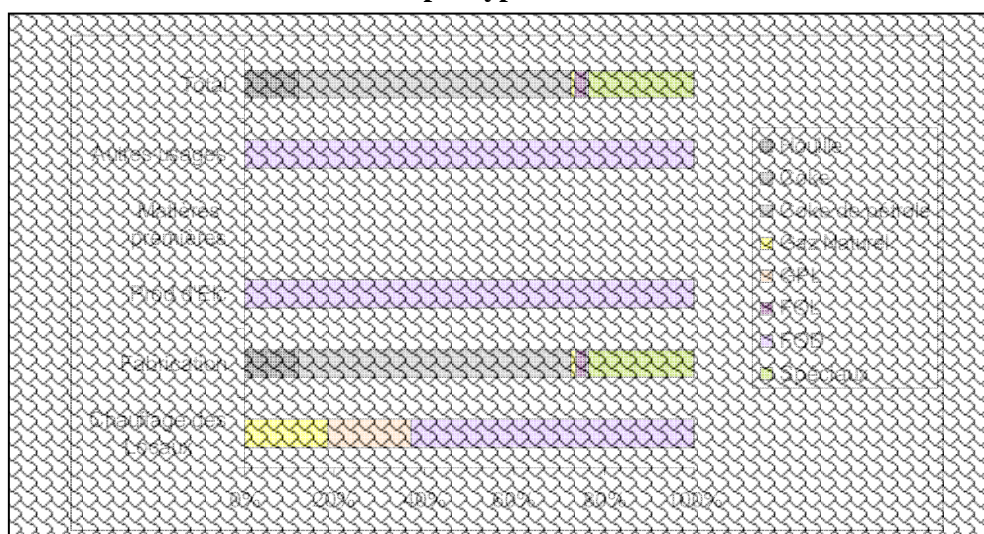 Total
Autres usages
Matières
premières
Prod d'El.
Fabrication
Chauffage des
Locaux
0% 20% 40% 60% 80% 100%
Houille
Coke
Coke de pétrole
Gaz Naturel
GPL
FOL
FOD
Spéciaux